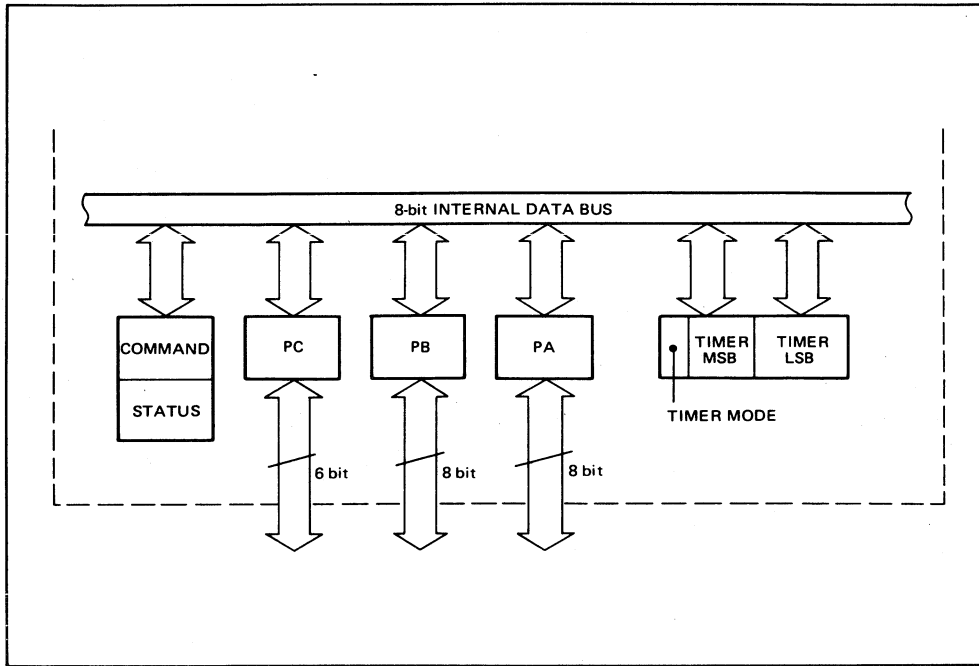 8-bit INTERNAL DATA BUS
COMMAND
STATUS
PC
PB
PA
TIMER
MSB
TIMER
LSB
TIMER MODE
6 bit
8 bit
8 bit